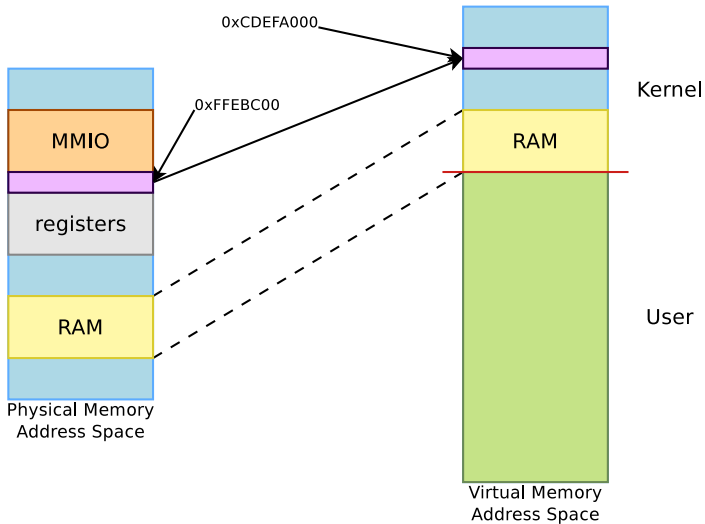 0xCDEFA000
Kernel
0xFFEBC00
MMIO
RAM
registers
User
RAM
Physical Memory
Address Space
Virtual Memory
Address Space